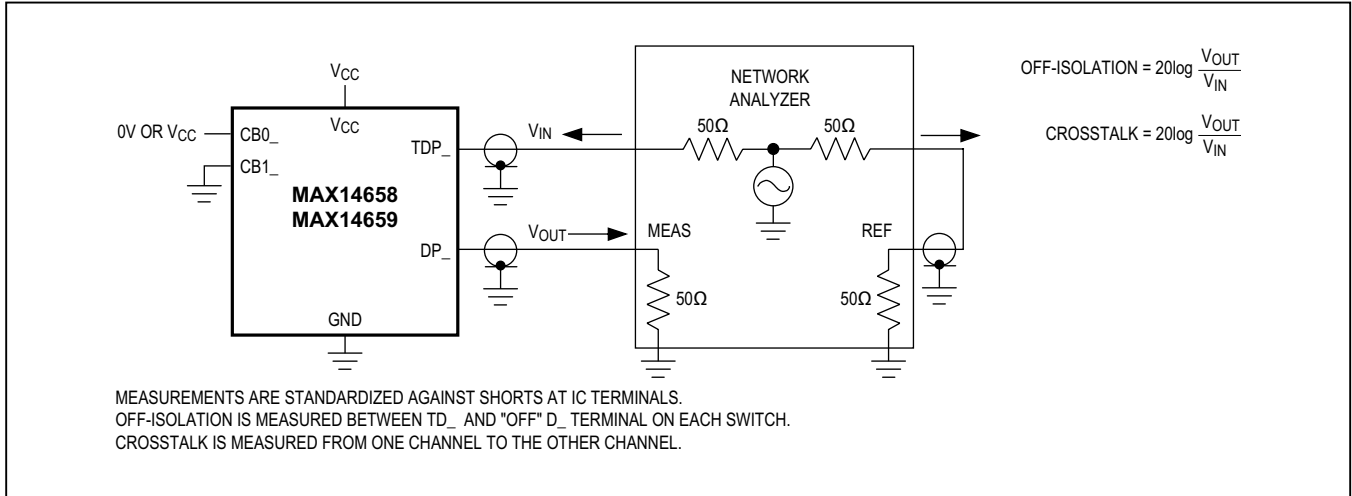 VCC
0V OR VCC
CB0_
VCC
CB1_
MAX14658
MAX14659
TDP_
DP_
GND
VIN
VOUT
NETWORK
ANALYZER
50Ω
50Ω
MEAS
REF
50Ω
50Ω
OFF-ISOLATION = 20log VOUT
VIN
CROSSTALK = 20log VOUT
VIN
MEASUREMENTS ARE STANDARDIZED AGAINST SHORTS AT IC TERMINALS.
OFF-ISOLATION IS MEASURED BETWEEN TD_ AND "OFF" D_ TERMINAL ON EACH SWITCH.
CROSSTALK IS MEASURED FROM ONE CHANNEL TO THE OTHER CHANNEL.